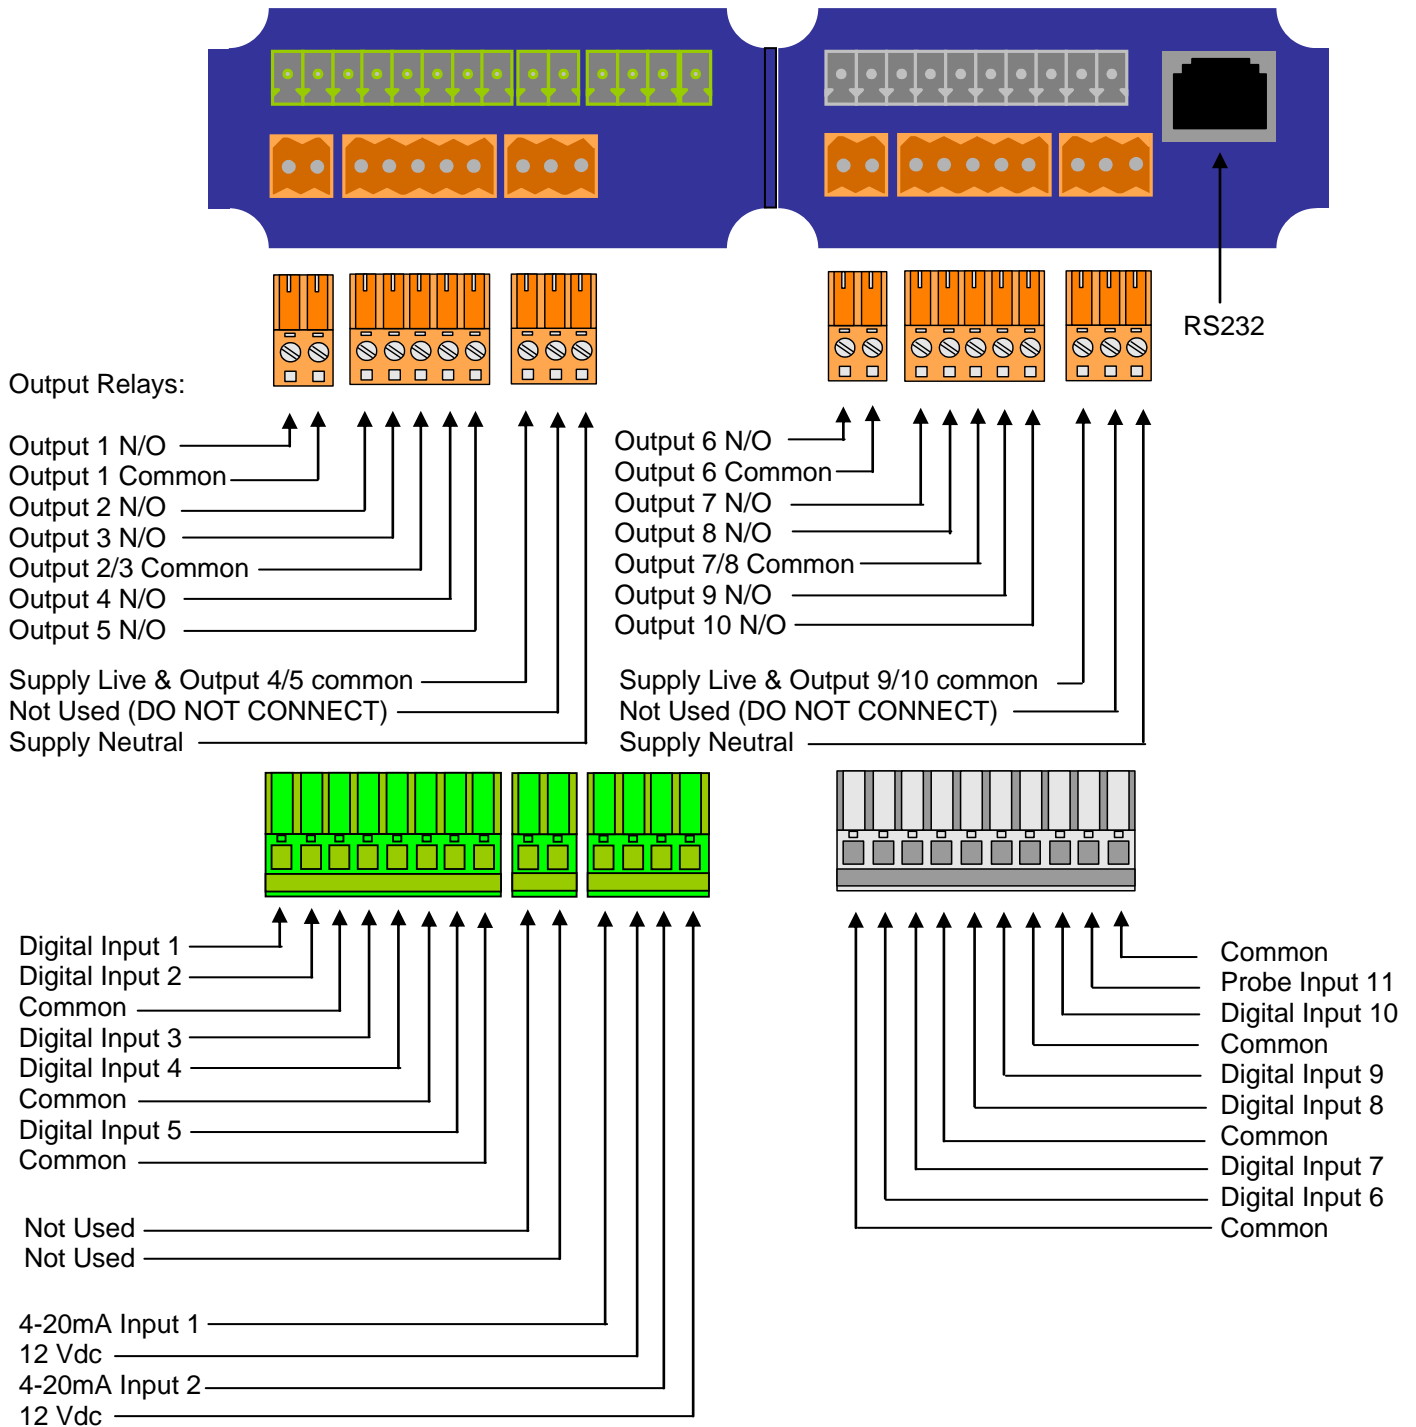 RS232
Output Relays:
Output 1 N/O
Output 1 Common
Output 2 N/O
Output 3 N/O
Output 2/3 Common
Output 4 N/O
Output 5 N/O
Supply Live & Output 4/5 common
Not Used (DO NOT CONNECT)
Supply Neutral
Output 6 N/O
Output 6 Common
Output 7 N/O
Output 8 N/O
Output 7/8 Common
Output 9 N/O
Output 10 N/O
Supply Live & Output 9/10 common
Not Used (DO NOT CONNECT)
Supply Neutral
Digital Input 1
Digital Input 2
Common
Digital Input 3
Digital Input 4
Common
Digital Input 5
Common
Not Used
Not Used
4-20mA Input 1
12 Vdc
4-20mA Input 2
12 Vdc
Common
Probe Input 11
Digital Input 10
Common
Digital Input 9
Digital Input 8
Common
Digital Input 7
Digital Input 6
Common